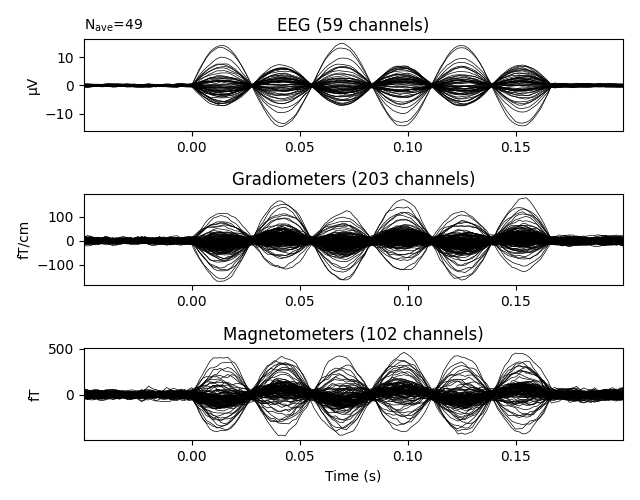 Nave=49
EEG (59 channels)
10
0
−10
µV
0.00 0.05 0.10 0.15
Gradiometers (203 channels)
100
0
−100
fT/cm
0.00 0.05 0.10 0.15
Magnetometers (102 channels)
500
0
fT
0.00 0.05 0.10 0.15
Time (s)